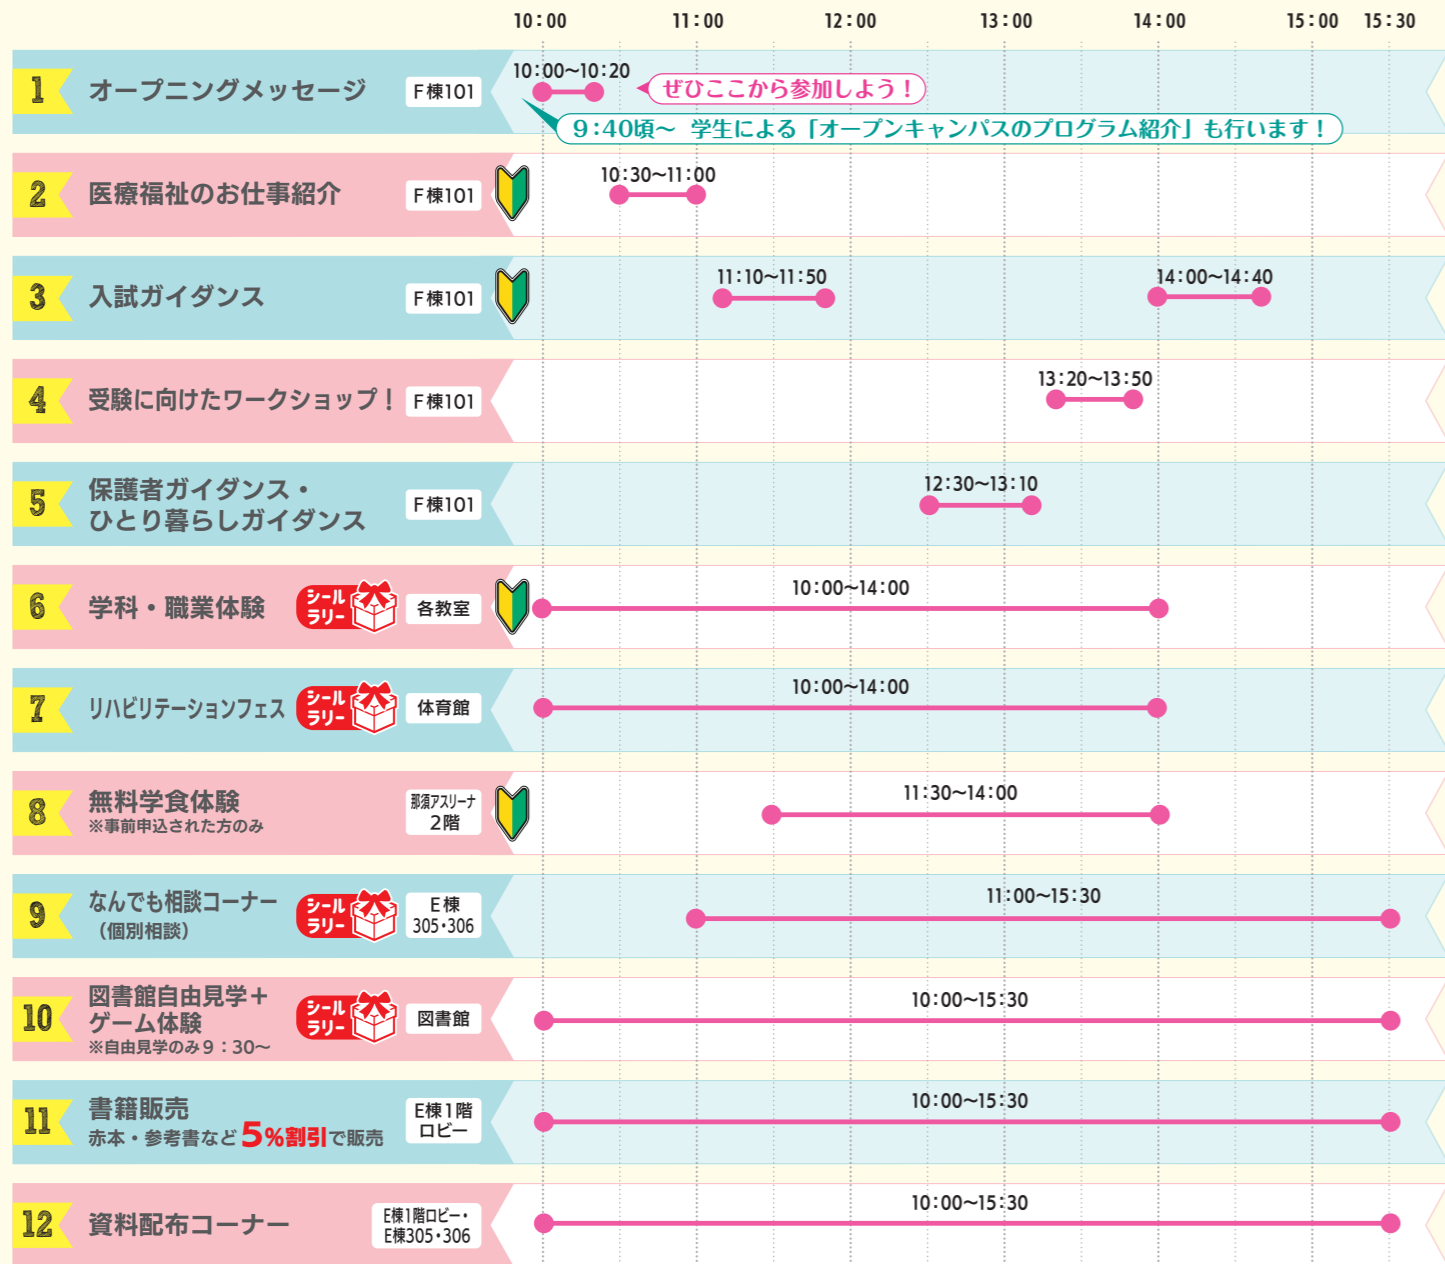 10:00 11:00 12:00 13:00 14:00 15:00 15:30
1 オープニングメッセージ F棟101
10:00〜10:20
ぜひここから参加しよう!
9:40頃〜 学生による「オープンキャンパスのプログラム紹介」も行います!
2 医療福祉のお仕事紹介 F棟101
10:30〜11:00
3 入試ガイダンス F棟101
11:10〜11:50 14:00〜14:40
4 受験に向けたワークショップ! F棟101
13:20〜13:50
5 保護者ガイダンス・
ひとり暮らしガイダンス
F棟101
12:30〜13:10
6 学科・職業体験
シール
ラリー
各教室
10:00〜14:00
7 リハビリテーションフェス
シール
ラリー
体育館
10:00〜14:00
8 無料学食体験
※事前申込された方のみ
那須アスリーナ
2階
11:30〜14:00
9 なんでも相談コーナー
(個別相談)
シール
ラリー
E棟
305・306
11:00〜15:30
10 図書館自由見学+
ゲーム体験
※自由見学のみ9:30〜
シール
ラリー
図書館
10:00〜15:30
11 書籍販売
赤本・参考書など5%割引で販売
E棟1階
ロビー
10:00〜15:30
12 資料配布コーナー
E棟1階ロビー・
E棟305・306
10:00〜15:30